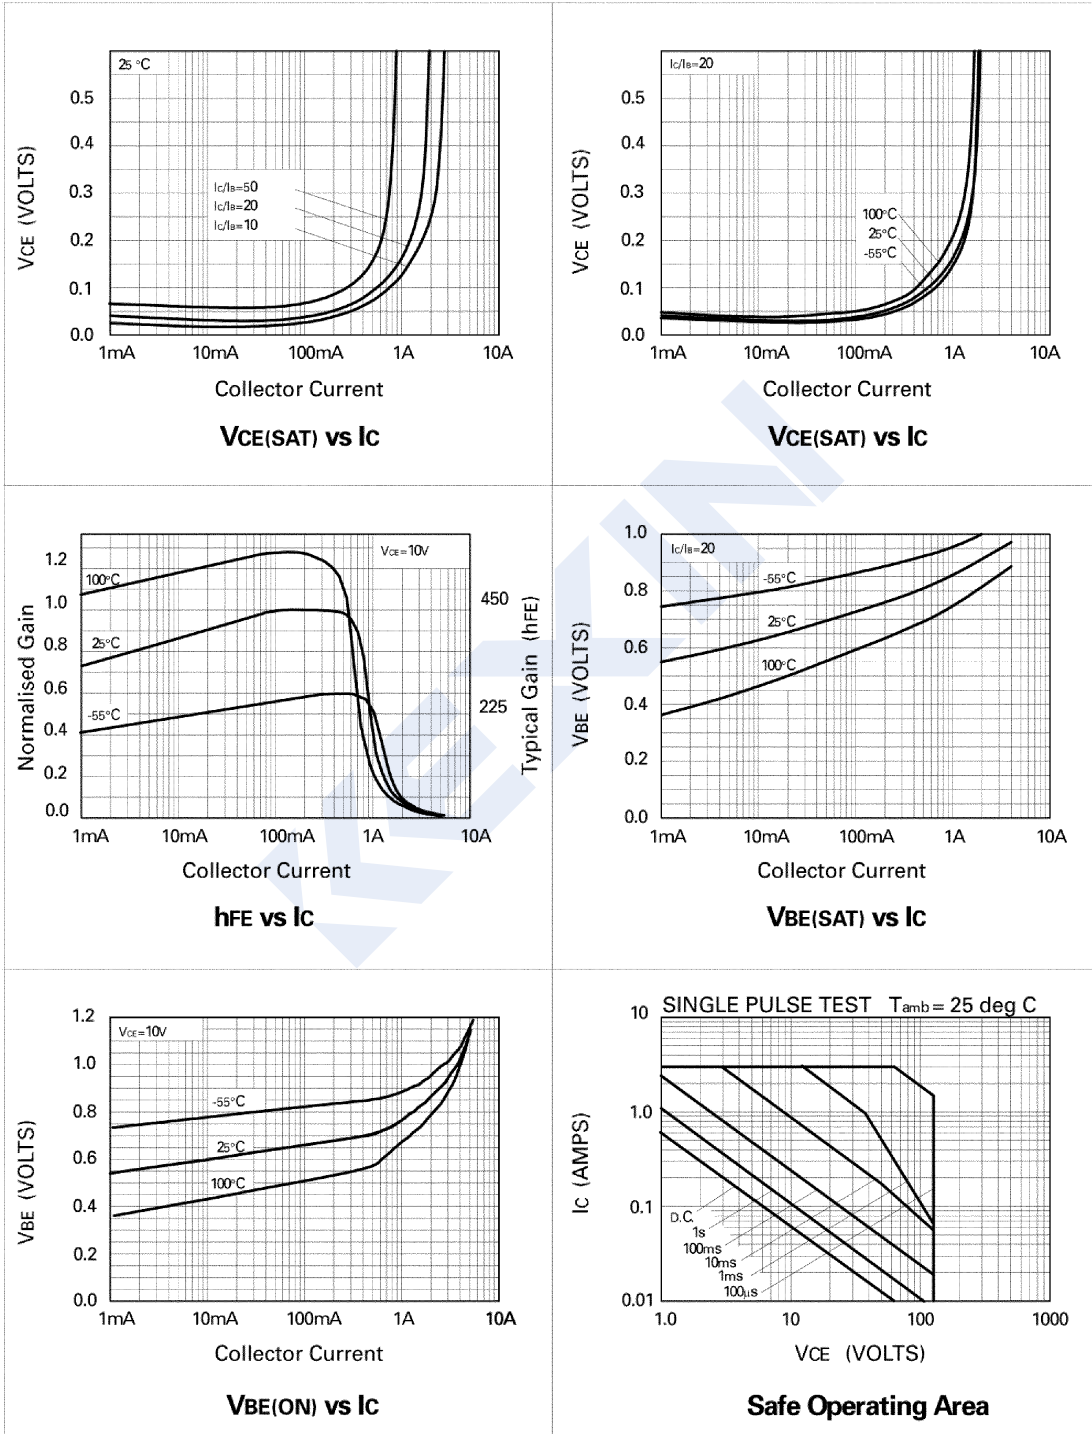 25 °C
0.5
0.4
0.3
0.2
0.1
0.0
VCE (VOLTS)
IC/IB=50
IC/IB=20
IC/IB=10
1mA 10mA 100mA 1A 10A
Collector Current
VCE(SAT) vs IC
IC/IB=20
0.5
0.4
0.3
0.2
0.1
0.0
VCE (VOLTS)
100°C
25°C
-55°C
1mA 10mA 100mA 1A 10A
Collector Current
VCE(SAT) vs IC
VCE=10V
1.2
1.0
0.8
0.6
0.4
0.2
0.0
Normalised Gain
100°C
25°C
-55°C
450
225
Typical Gain (hFE)
1mA 10mA 100mA 1A 10A
Collector Current
hFE vs IC
IC/IB=20
1.0
0.8
0.6
0.4
0.2
0.0
VBE (VOLTS)
-55°C
25°C
100°C
1mA 10mA 100mA 1A 10A
Collector Current
VBE(SAT) vs IC
KEXIN
VCE=10V
1.2
1.0
0.8
0.6
0.4
0.2
0.0
VBE (VOLTS)
-55°C
25°C
100°C
1mA 10mA 100mA 1A 10A
Collector Current
VBE(ON) vs IC
SINGLE PULSE TEST Tamb = 25 deg C
10
1.0
0.1
0.01
IC (AMPS)
D.C.
1s
100ms
10ms
1ms
100µs
1.0 10 100 1000
VCE (VOLTS)
Safe Operating Area